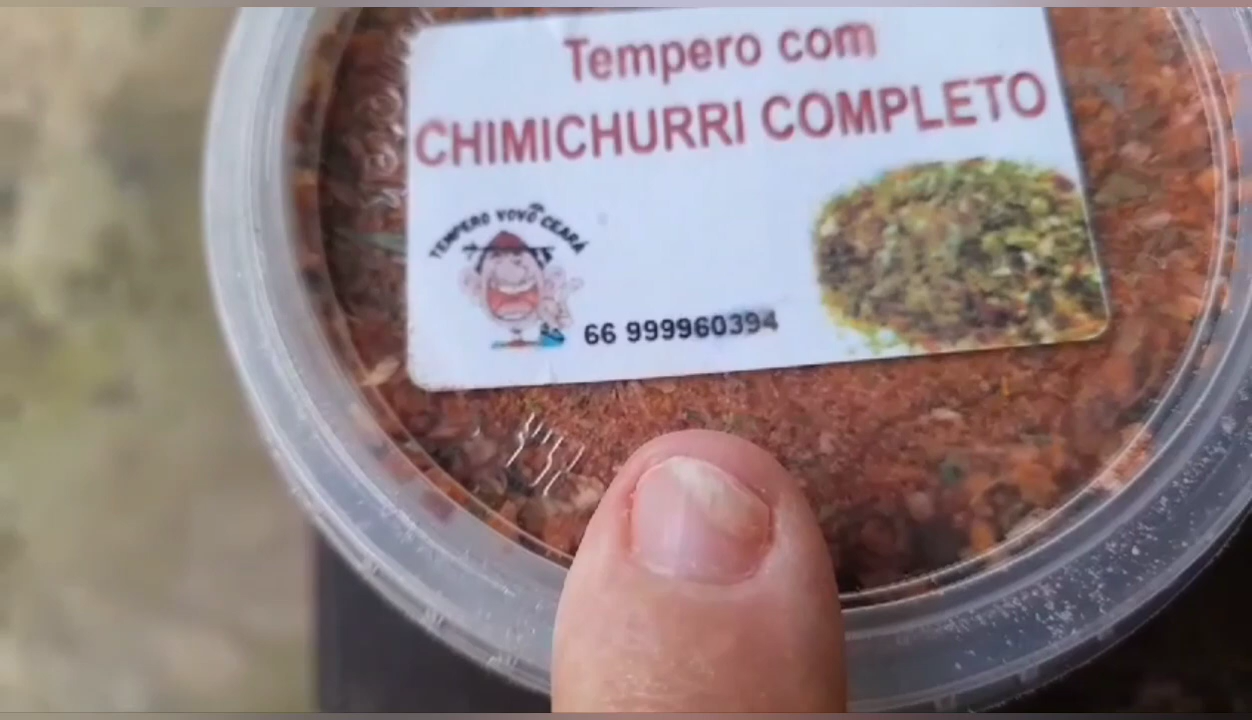 Tempero com
CHIMICHURRI COMPLETO
TEMPERO VOVÔ CEARÁ
66 999960394